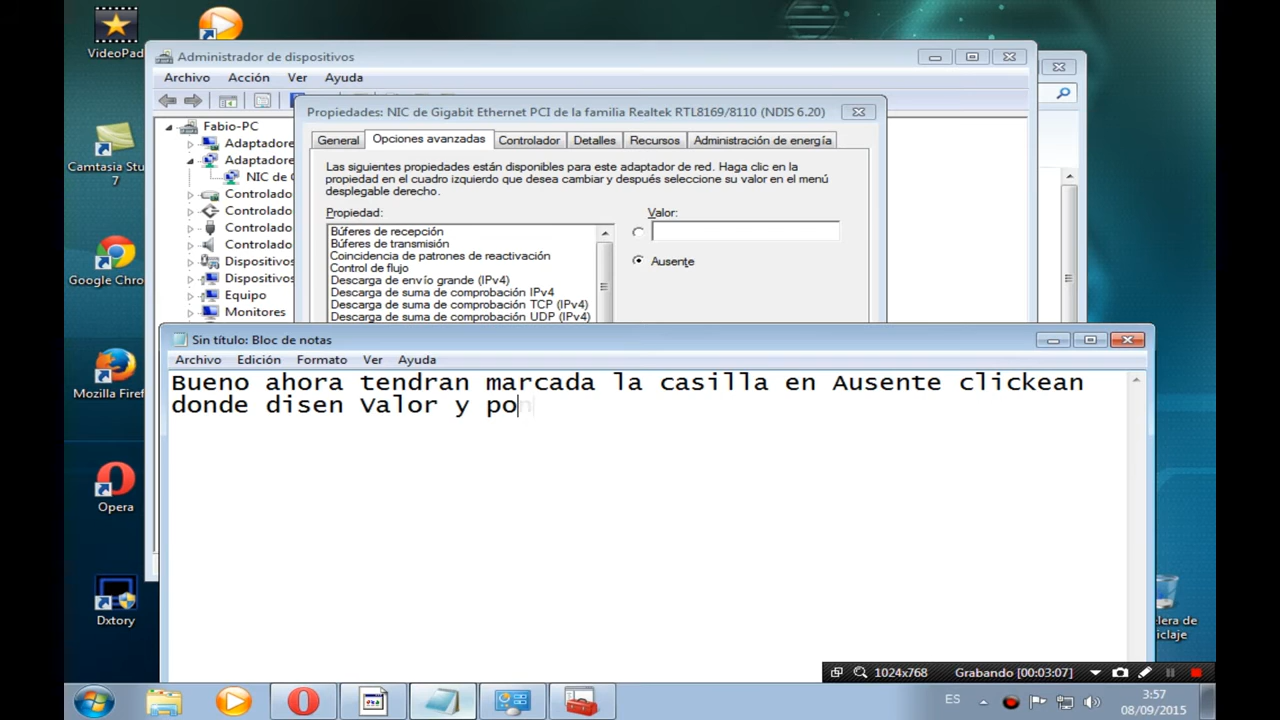 VideoPad
Camtasia Stu
7
Google Chro
Mozilla Firef
Opera
Dxtory
Administrador de dispositivos
Archivo Acción Ver Ayuda
Fabio-PC
Adaptadore
Adaptadore
NIC de G
Controlado
Controlado
Controlado
Controlado
Dispositivos
Dispositivos
Equipo
Monitores
Propiedades: NIC de Gigabit Ethernet PCI de la familia Realtek RTL8169/8110 (NDIS 6.20)
General Opciones avanzadas Controlador Detalles Recursos Administración de energía
Las siguientes propiedades están disponibles para este adaptador de red. Haga clic en la
propiedad en el cuadro izquierdo que desea cambiar y después seleccione su valor en el menú
desplegable derecho.
Propiedad:
Búferes de recepción
Búferes de transmisión
Coincidencia de patrones de reactivación
Control de flujo
Descarga de envío grande (IPv4)
Descarga de suma de comprobación IPv4
Descarga de suma de comprobación TCP (IPv4)
Descarga de suma de comprobación UDP (IPv4)
Valor:
Ausente
Sin título: Bloc de notas
Archivo Edición Formato Ver Ayuda
Bueno ahora tendran marcada la casilla en Ausente clickean
donde disen Valor y pon
elera de
iclaje
1024x768 Grabando [00:03:07]
ES
3:57
08/09/2015